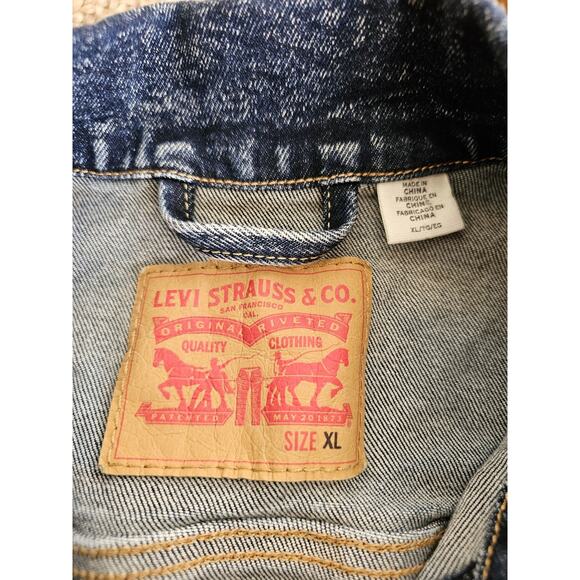 MADE IN
CHINA
FABRIQUÉ EN
CHINE
FABRICADO EN
CHINA
XL/TG/EG
LEVI STRAUSS & CO.
SAN FRANCISCO
CAL.
ORIGINAL RIVETED
QUALITY CLOTHING
PATENTED MAY 20 1873
SIZE XL